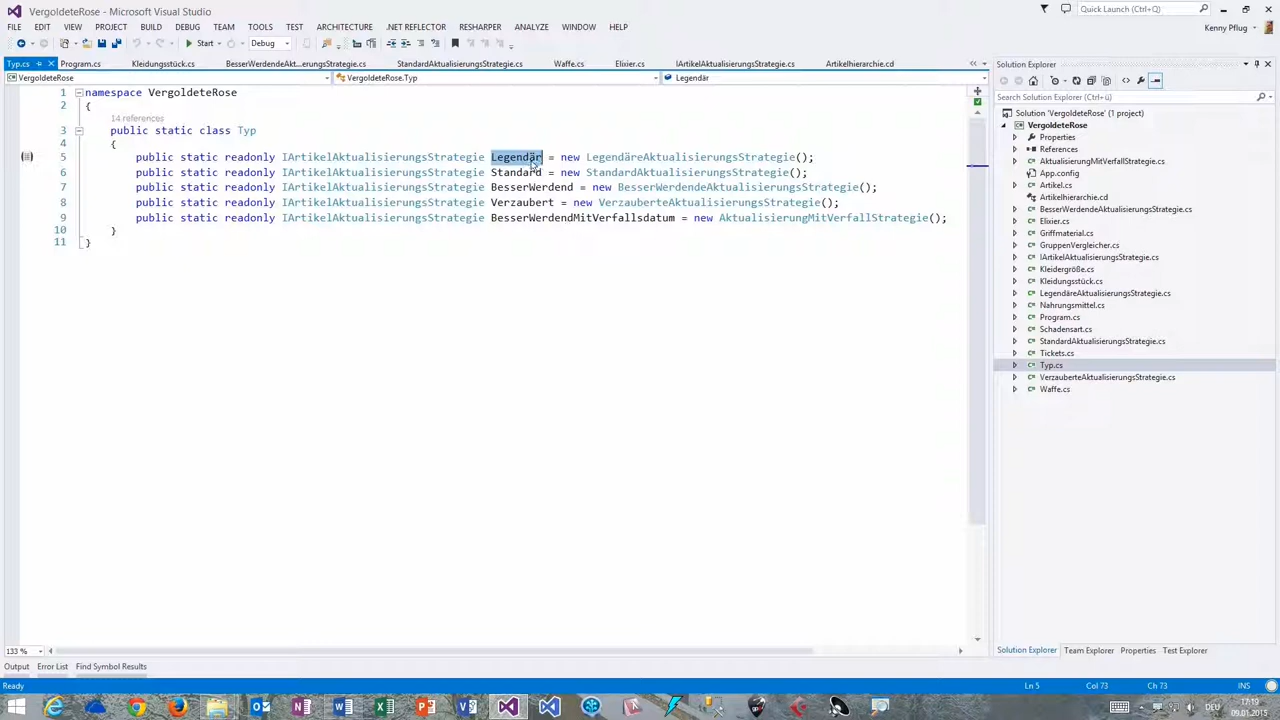 VergoldeteRose - Microsoft Visual Studio
Quick Launch (Ctrl+Q)
FILE EDIT VIEW PROJECT BUILD DEBUG TEAM TOOLS ARCHITECTURE TEST .NET REFLECTOR RESHARPER ANALYZE WINDOW HELP
Kenny Pflug
Start Debug
Typ.cs Program.cs Kleidungsstück.cs BesserWerdendeAkt...erungsStrategie.cs StandardAktualisierungsStrategie.cs Waffe.cs Elixier.cs IArtikelAktualisierungsStrategie.cs Artikelhierarchie.cd
VergoldeteRose VergoldeteRose.Typ Legendär
1 namespace VergoldeteRose
2 {
14 references
3 public static class Typ
4 {
5 public static readonly IArtikelAktualisierungsStrategie Legendär = new LegendäreAktualisierungsStrategie();
6 public static readonly IArtikelAktualisierungsStrategie Standard = new StandardAktualisierungsStrategie();
7 public static readonly IArtikelAktualisierungsStrategie BesserWerdend = new BesserWerdendeAktualisierungsStrategie();
8 public static readonly IArtikelAktualisierungsStrategie Verzaubert = new VerzauberteAktualisierungsStrategie();
9 public static readonly IArtikelAktualisierungsStrategie BesserWerdendMitVerfallsdatum = new AktualisierungMitVerfallStrategie();
10 }
11 }
Solution Explorer
Search Solution Explorer (Ctrl+ü)
Solution 'VergoldeteRose' (1 project)
VergoldeteRose
Properties
References
AktualisierungMitVerfallStrategie.cs
App.config
Artikel.cs
Artikelhierarchie.cd
BesserWerdendeAktualisierungsStrategie.cs
Elixier.cs
Griffmaterial.cs
GruppenVergleicher.cs
IArtikelAktualisierungsStrategie.cs
Kleidergröße.cs
Kleidungsstück.cs
LegendäreAktualisierungsStrategie.cs
Nahrungsmittel.cs
Program.cs
Schadensart.cs
StandardAktualisierungsStrategie.cs
Tickets.cs
Typ.cs
VerzauberteAktualisierungsStrategie.cs
Waffe.cs
133 %
Solution Explorer Team Explorer Properties Test Explorer
Output Error List Find Symbol Results
Ready Ln 5 Col 73 Ch 73 INS
DEU 17:19
09.01.2015